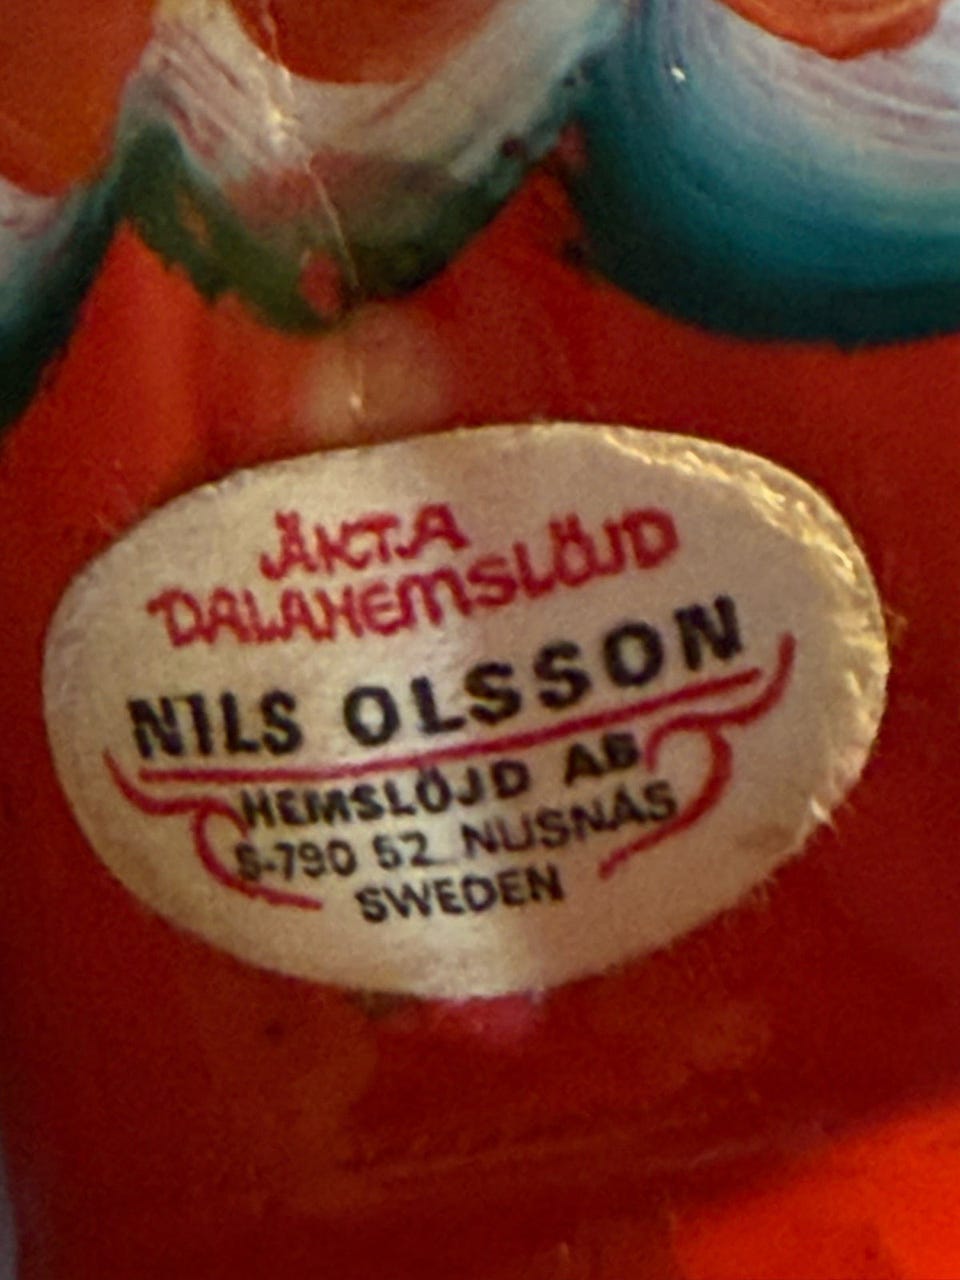 ÄKTA
DALAHEMSLÖJD
NILS OLSSON
HEMSLÖJD AB
S-790 52 NUSNÄS
SWEDEN